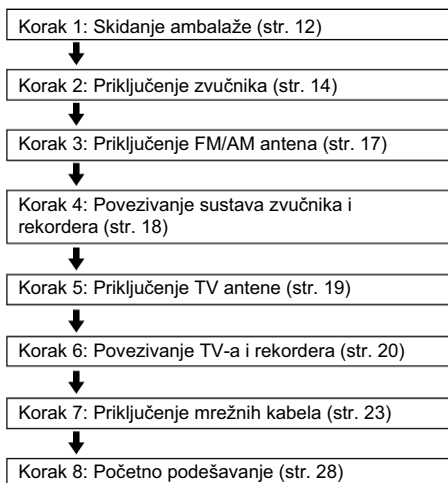 Korak 1: Skidanje ambalaže (str. 12)
Korak 2: Priključenje zvučnika (str. 14)
Korak 3: Priključenje FM/AM antena (str. 17)
Korak 4: Povezivanje sustava zvučnika i
rekordera (str. 18)
Korak 5: Priključenje TV antene (str. 19)
Korak 6: Povezivanje TV-a i rekordera (str. 20)
Korak 7: Priključenje mrežnih kabela (str. 23)
Korak 8: Početno podešavanje (str. 28)